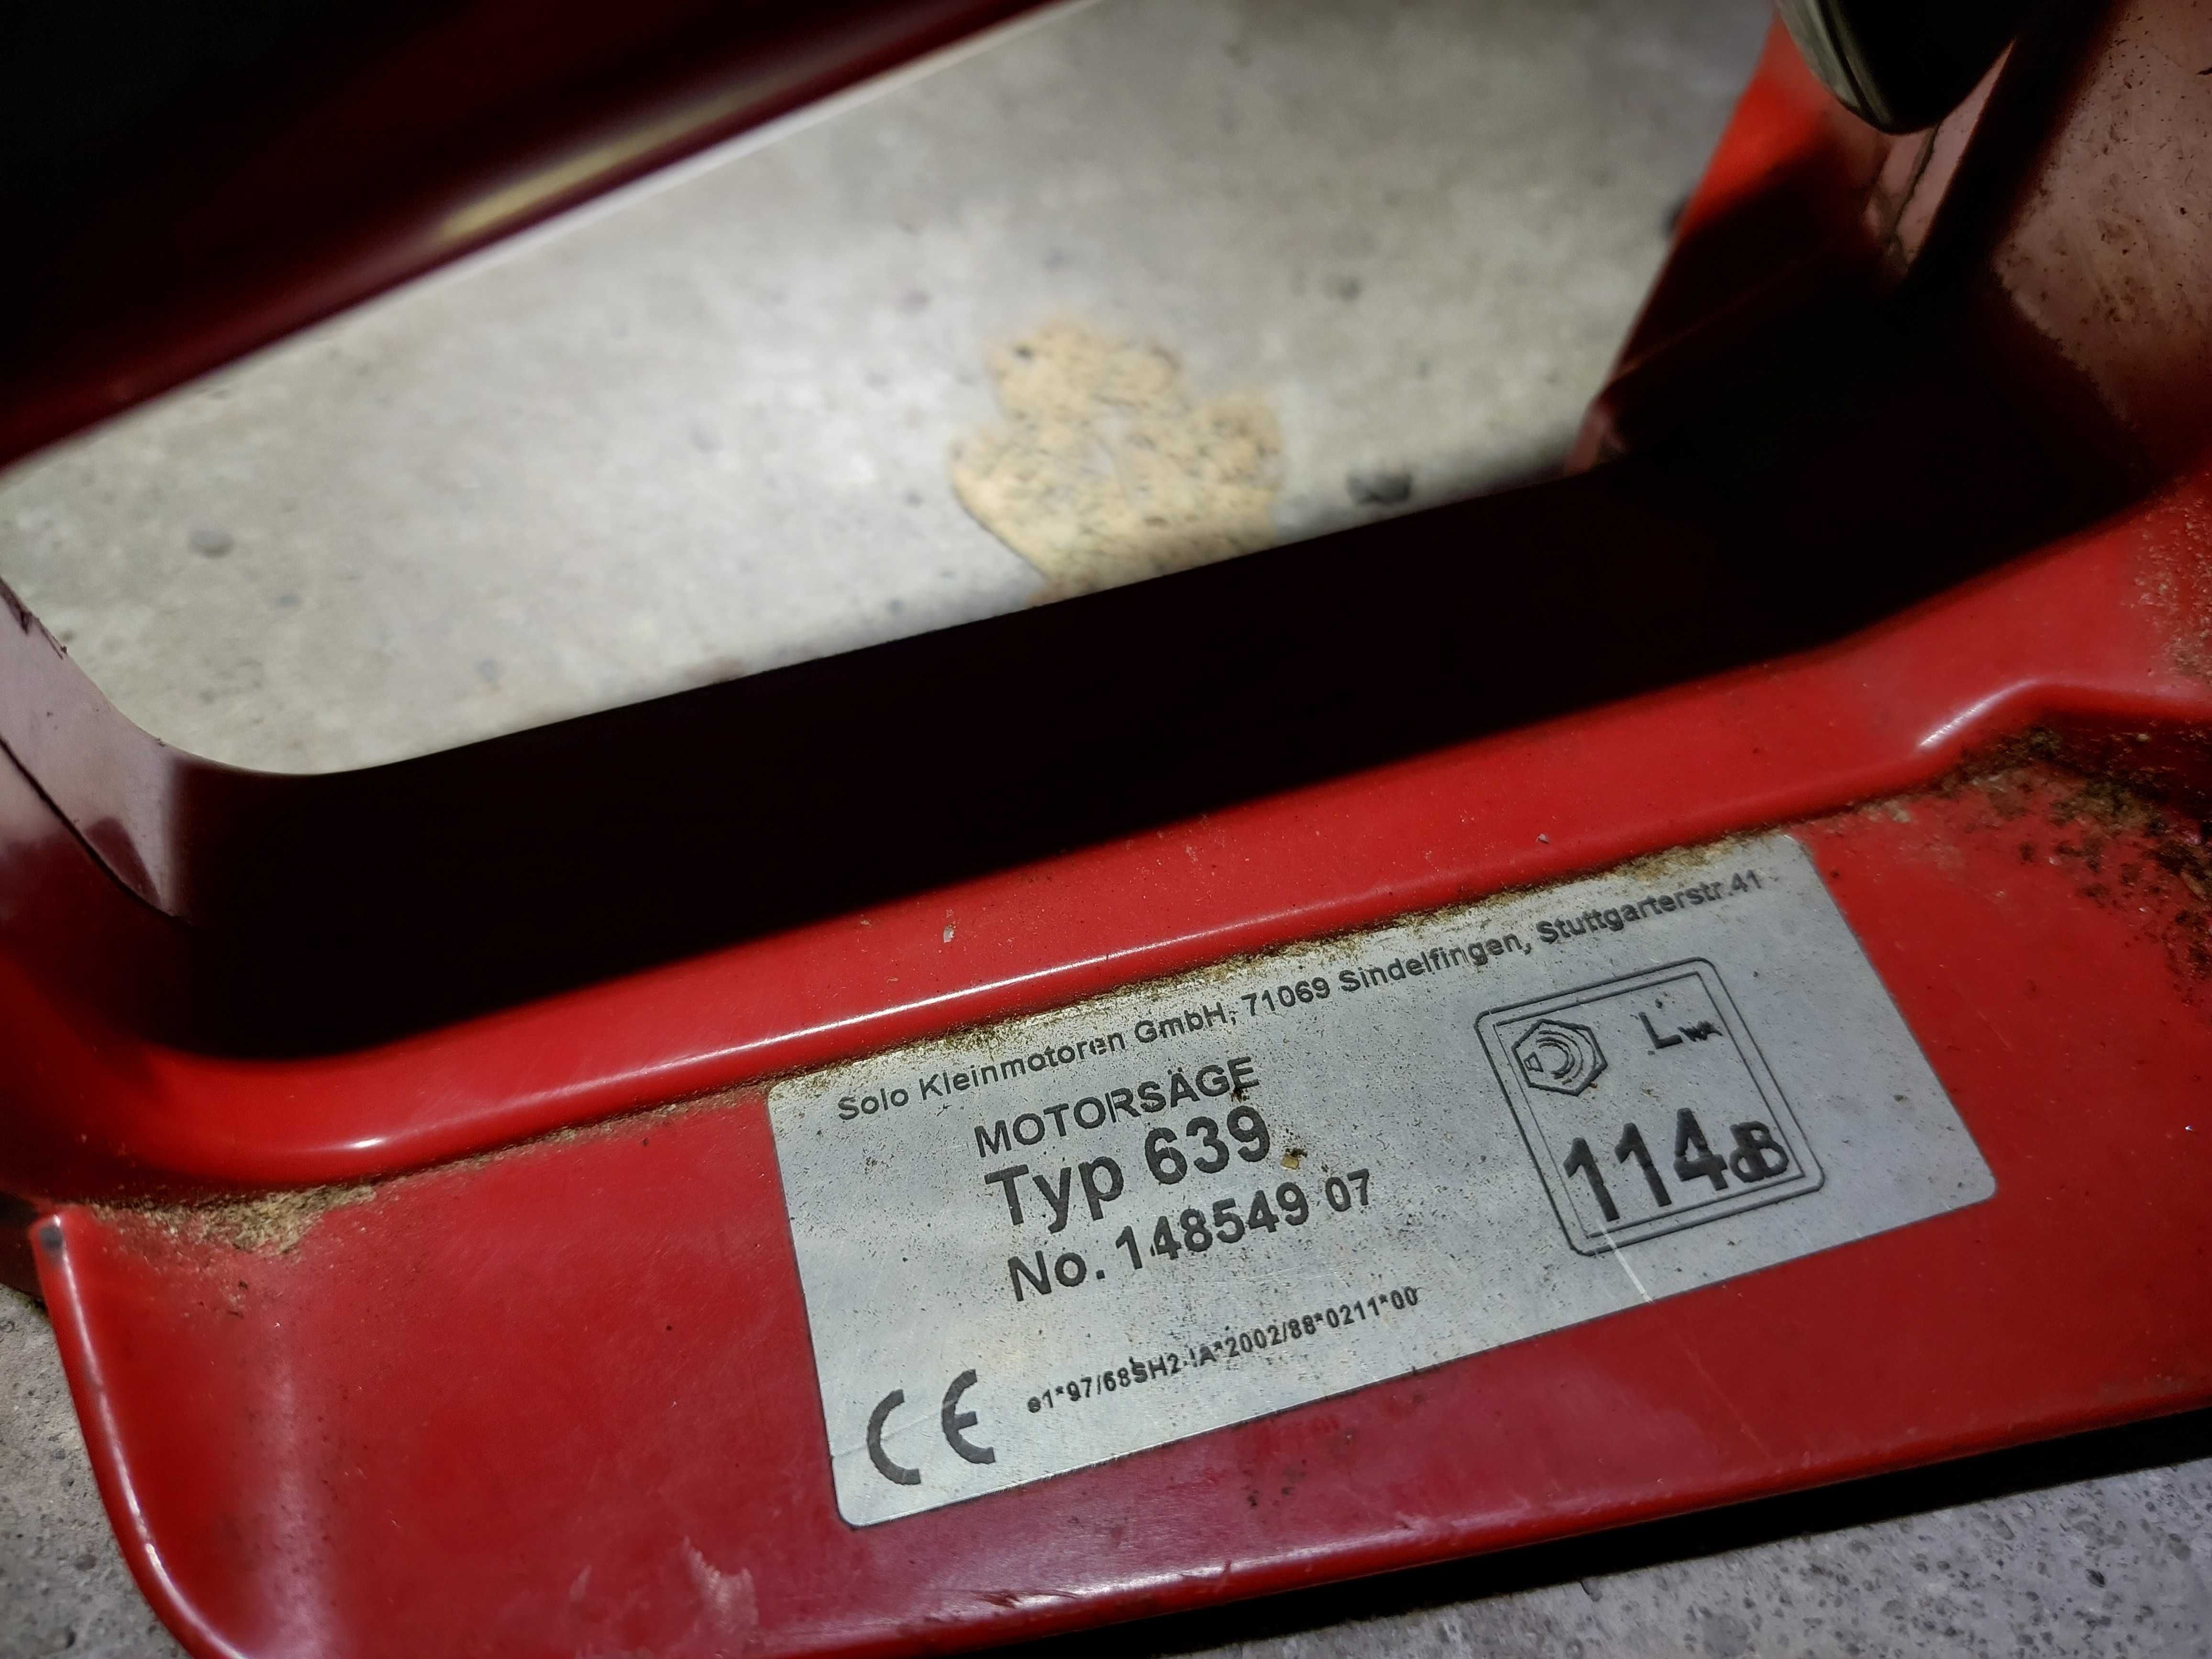 Solo Kleinmotoren GmbH, 71069 Sindelfingen, Stuttgarterstr.41
MOTORSÄGE
Typ 639
No. 148549 07
LWA
114dB
e1*97/68SH2-IA*2002/88*0211*00
CE